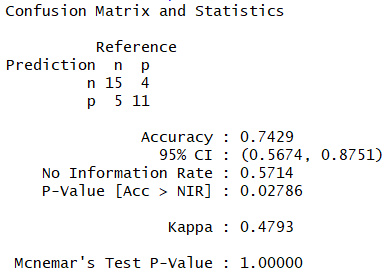 Confusion Matrix and Statistics
Reference
Prediction n p
n 15 4
p 5 11
Accuracy : 0.7429
95% CI : (0.5674, 0.8751)
No Information Rate : 0.5714
P-Value [Acc > NIR] : 0.02786
Kappa : 0.4793
Mcnemar's Test P-Value : 1.00000